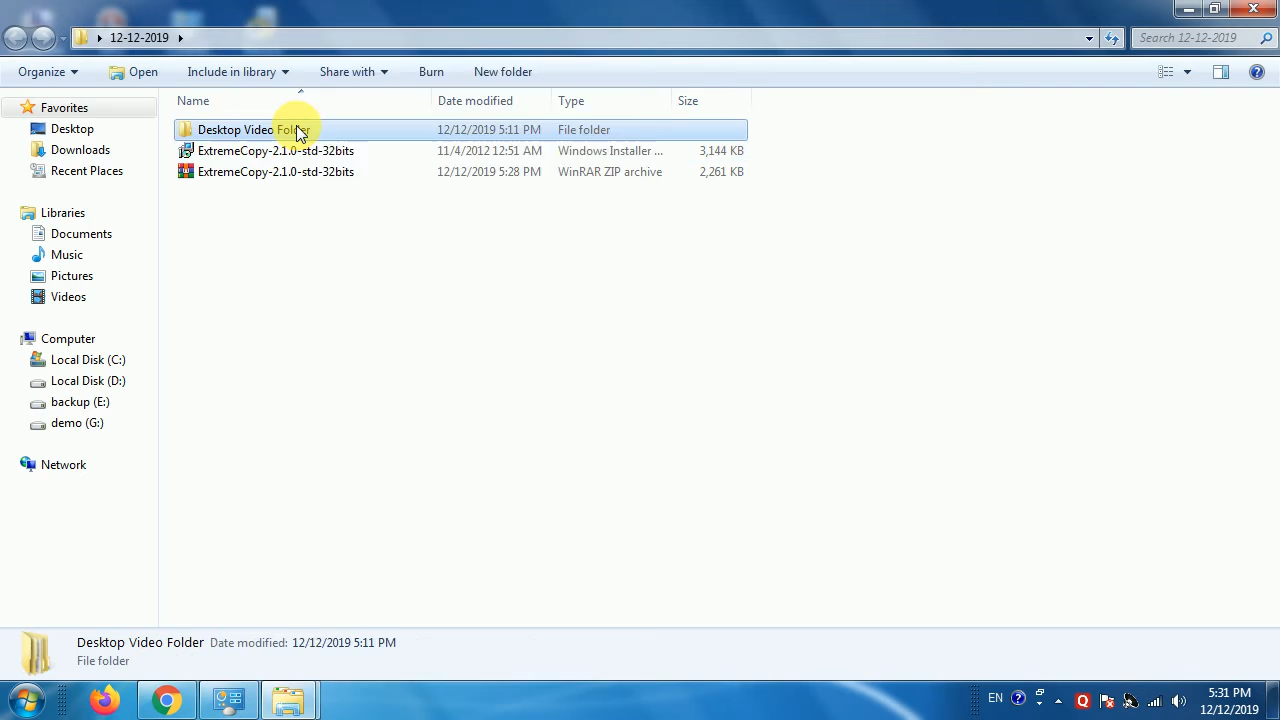 12-12-2019
Search 12-12-2019
Organize Open Include in library Share with Burn New folder
Name Date modified Type Size
Favorites
Desktop
Downloads
Recent Places
Libraries
Documents
Music
Pictures
Videos
Computer
Local Disk (C:)
Local Disk (D:)
backup (E:)
demo (G:)
Network
Desktop Video Folder 12/12/2019 5:11 PM File folder
ExtremeCopy-2.1.0-std-32bits 11/4/2012 12:51 AM Windows Installer ... 3,144 KB
ExtremeCopy-2.1.0-std-32bits 12/12/2019 5:28 PM WinRAR ZIP archive 2,261 KB
Desktop Video Folder Date modified: 12/12/2019 5:11 PM
File folder
EN
5:31 PM
12/12/2019